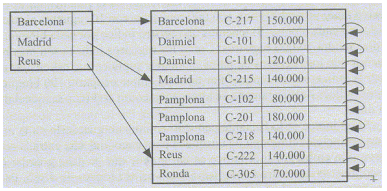 Barcelona
Madrid
Reus
Barcelona C-217 150.000
Daimiel C-101 100.000
Daimiel C-110 120.000
Madrid C-215 140.000
Pamplona C-102 80.000
Pamplona C-201 180.000
Pamplona C-218 140.000
Reus C-222 140.000
Ronda C-305 70.000